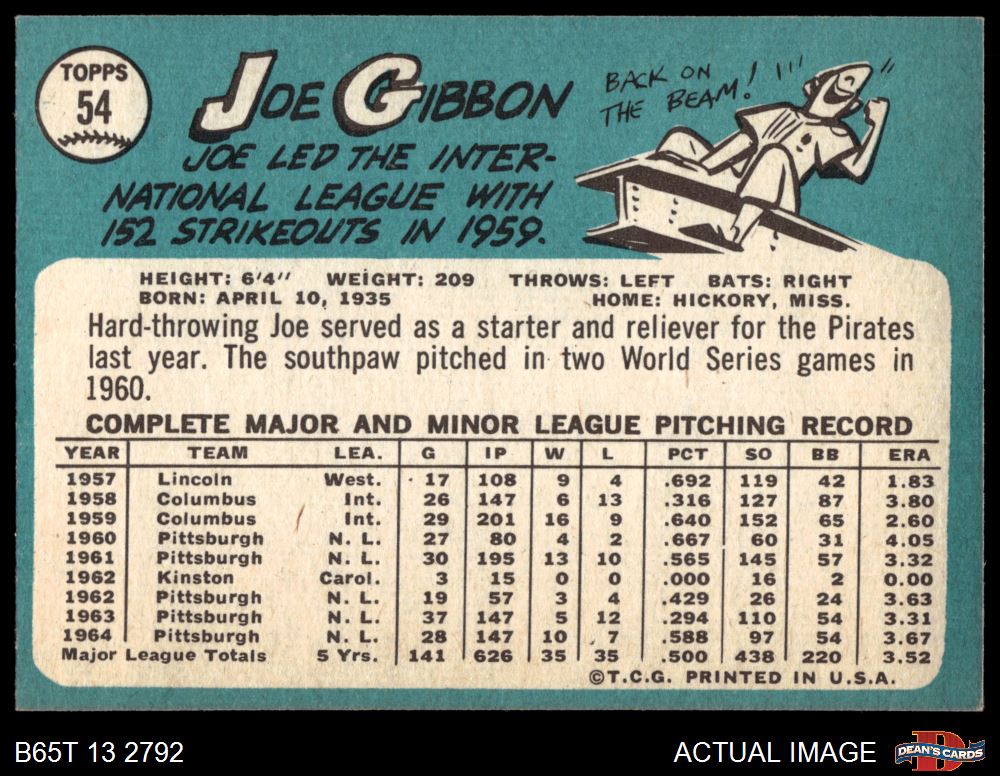 TOPPS
54
JOE GIBBON
JOE LED THE INTER-
NATIONAL LEAGUE WITH
152 STRIKEOUTS IN 1959.
BACK ON
THE BEAM!
HEIGHT: 6'4" WEIGHT: 209 THROWS: LEFT BATS: RIGHT
BORN: APRIL 10, 1935 HOME: HICKORY, MISS.
Hard-throwing Joe served as a starter and reliever for the Pirates
last year. The southpaw pitched in two World Series games in
1960.
COMPLETE MAJOR AND MINOR LEAGUE PITCHING RECORD
YEAR TEAM LEA. G IP W L PCT SO BB ERA
1957 Lincoln West. 17 108 9 4 .692 119 42 1.83
1958 Columbus Int. 26 147 6 13 .316 127 87 3.80
1959 Columbus Int. 29 201 16 9 .640 152 65 2.60
1960 Pittsburgh N. L. 27 80 4 2 .667 60 31 4.05
1961 Pittsburgh N. L. 30 195 13 10 .565 145 57 3.32
1962 Kinston Carol. 3 15 0 0 .000 16 2 0.00
1962 Pittsburgh N. L. 19 57 3 4 .429 26 24 3.63
1963 Pittsburgh N. L. 37 147 5 12 .294 110 54 3.31
1964 Pittsburgh N. L. 28 147 10 7 .588 97 54 3.67
Major League Totals 5 Yrs. 141 626 35 35 .500 438 220 3.52
©T.C.G. PRINTED IN U.S.A.
B65T 13 2792 ACTUAL IMAGE
D
DEAN'S CARDS